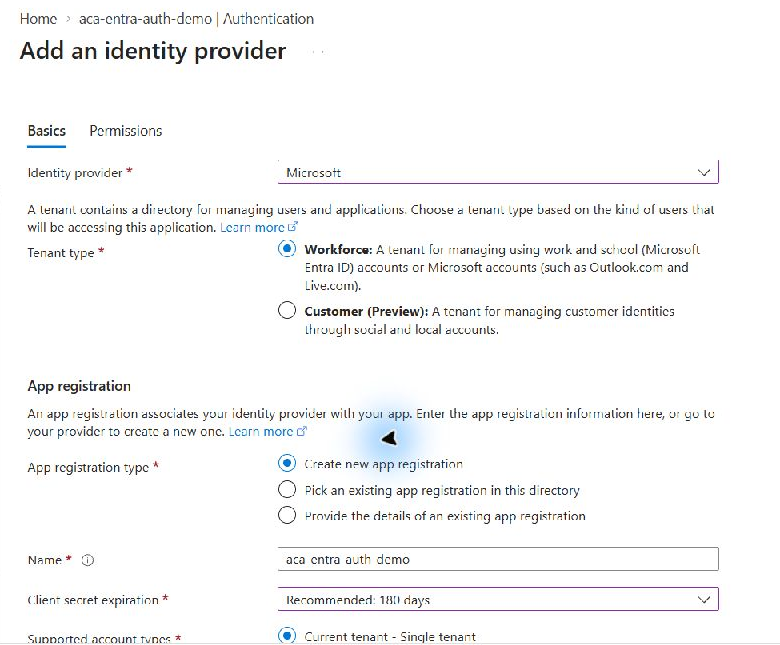 Home > aca-entra-auth-demo | Authentication
Add an identity provider ...
Basics Permissions
Identity provider * Microsoft
A tenant contains a directory for managing users and applications. Choose a tenant type based on the kind of users that
will be accessing this application. Learn more
Tenant type *
Workforce: A tenant for managing using work and school (Microsoft
Entra ID) accounts or Microsoft accounts (such as Outlook.com and
Live.com).
Customer (Preview): A tenant for managing customer identities
through social and local accounts.
App registration
An app registration associates your identity provider with your app. Enter the app registration information here, or go to
your provider to create a new one. Learn more
App registration type * Create new app registration
Pick an existing app registration in this directory
Provide the details of an existing app registration
Name * aca-entra-auth-demo
Client secret expiration * Recommended: 180 days
Supported account types * Current tenant - Single tenant